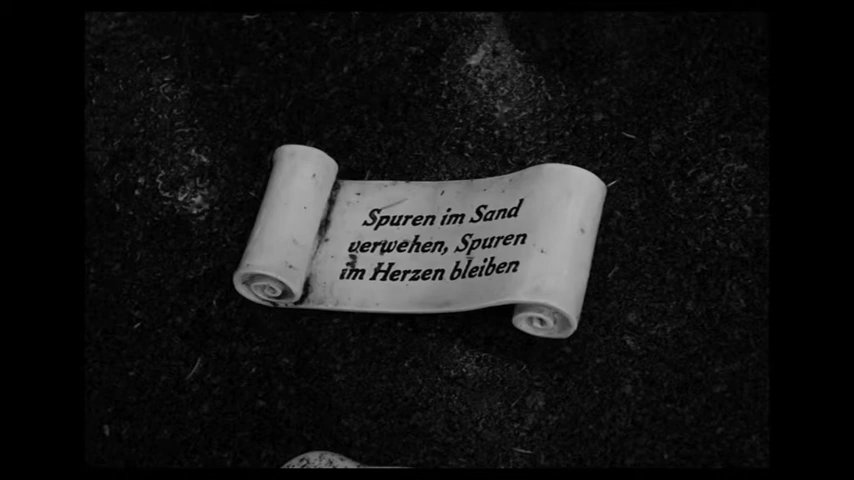 Spuren im Sand
verwehen, Spuren
im Herzen bleiben